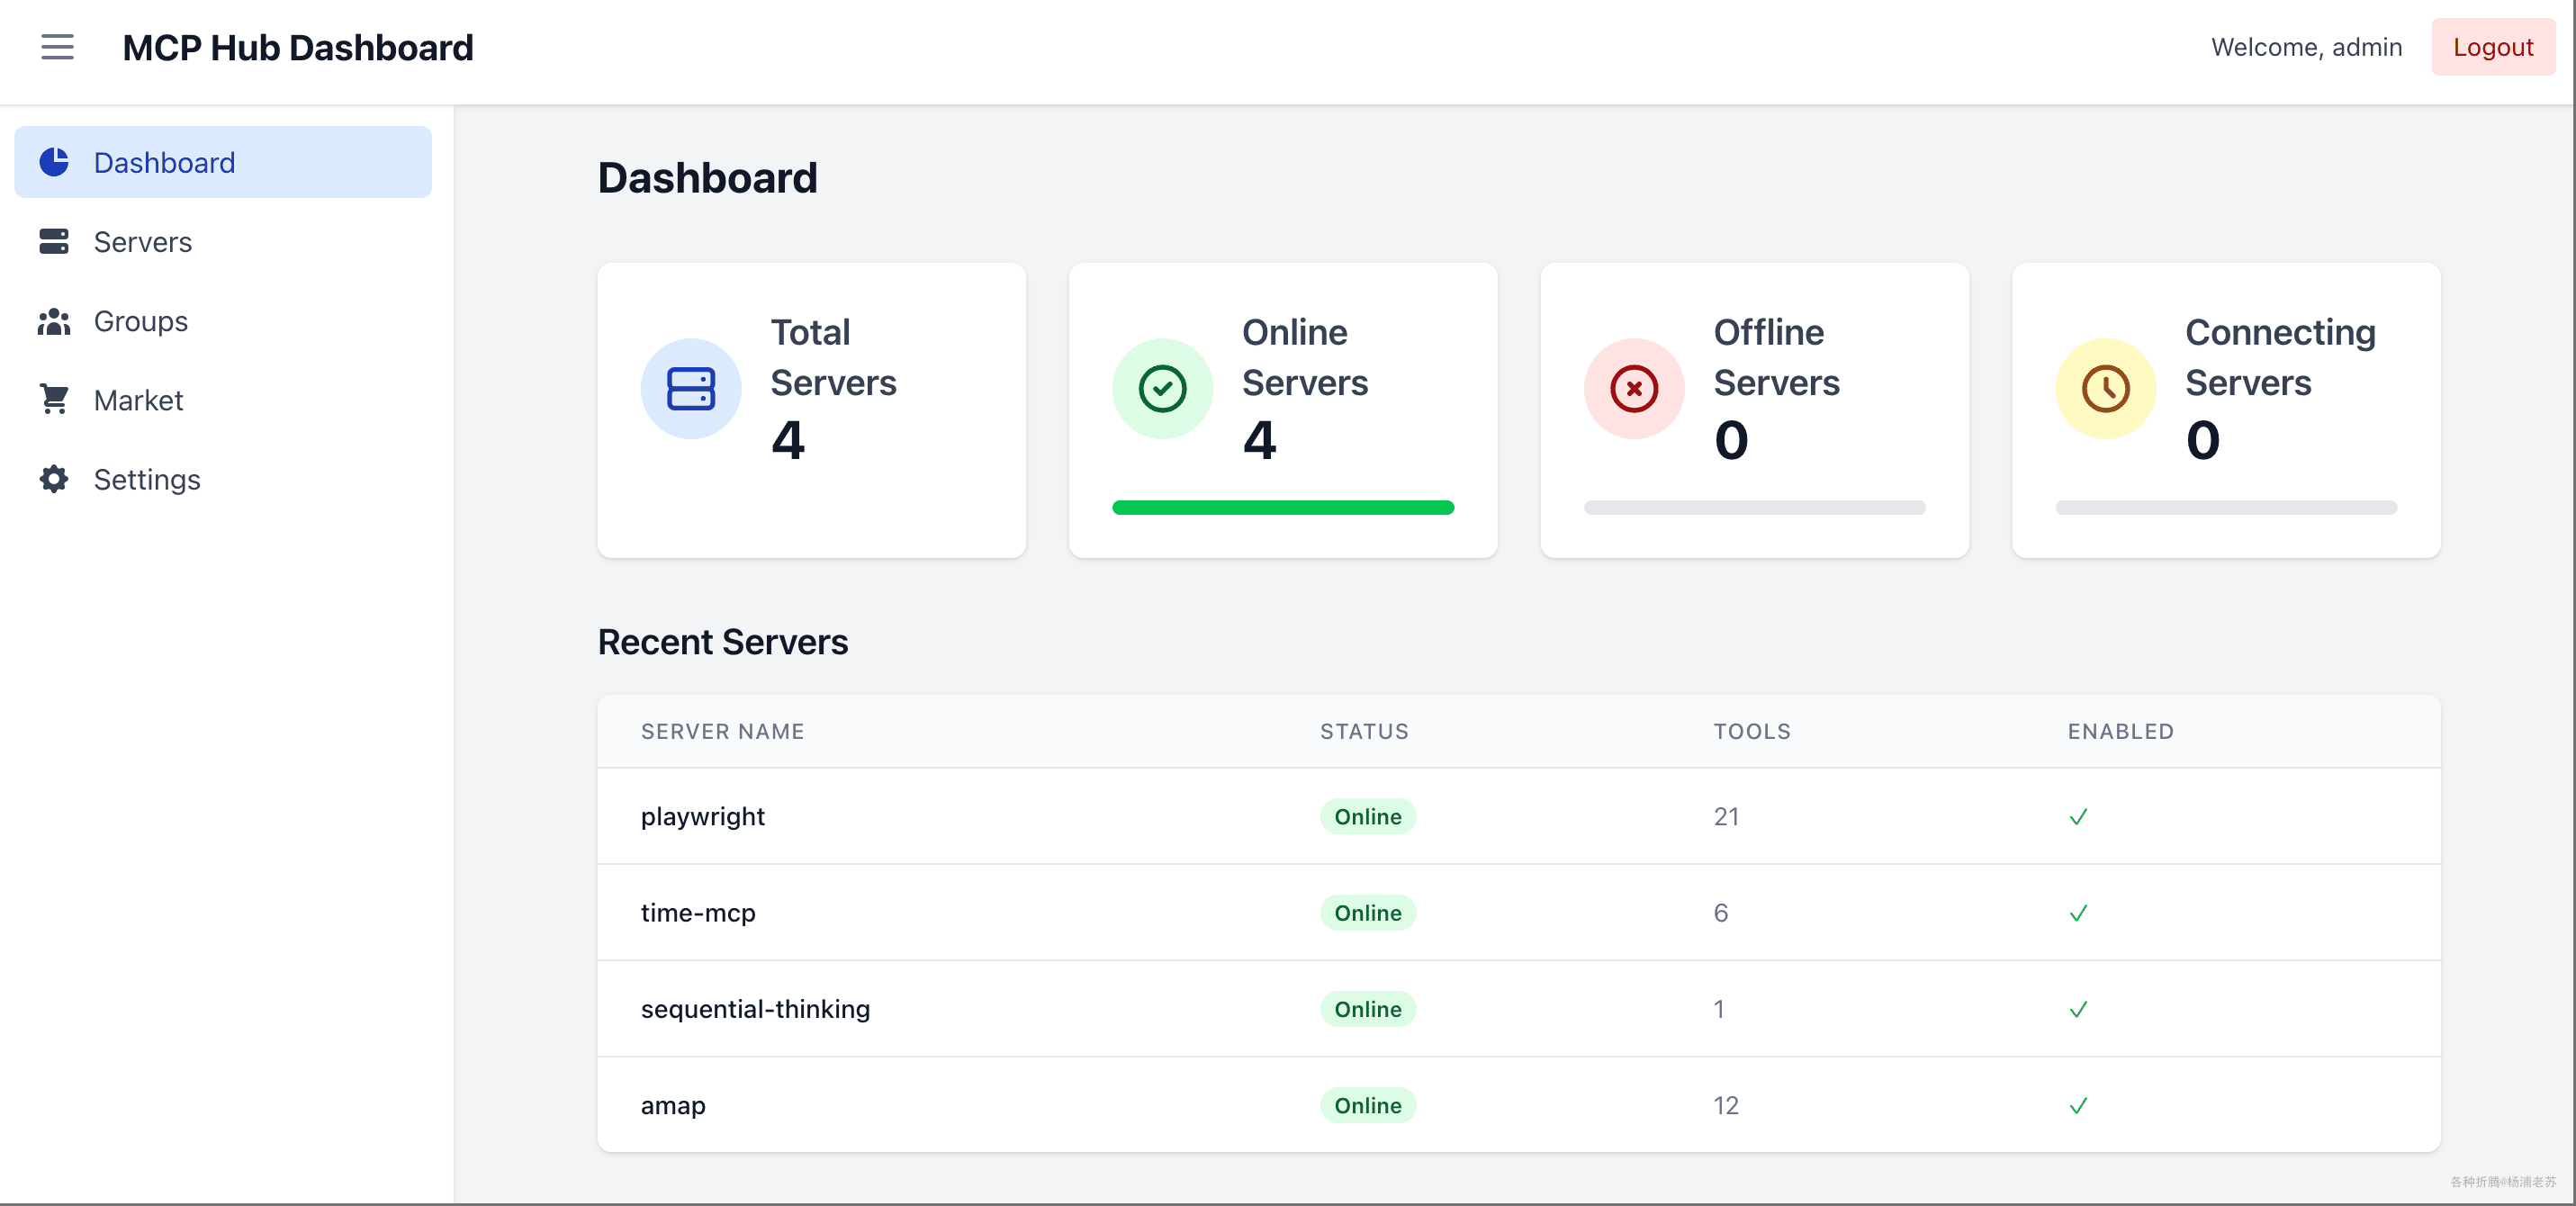 MCP Hub Dashboard
Welcome, admin
Logout
Dashboard
Servers
Groups
Market
Settings
Dashboard
Total
Servers
4
Online
Servers
4
Offline
Servers
0
Connecting
Servers
0
Recent Servers
SERVER NAME STATUS TOOLS ENABLED
playwright Online 21
time-mcp Online 6
sequential-thinking Online 1
amap Online 12
各种折腾@杨浦老苏